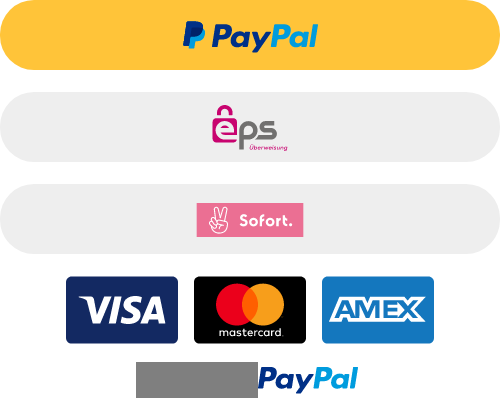 PayPal
eps
Überweisung
Sofort.
VISA
mastercard.
AMEX
PayPal